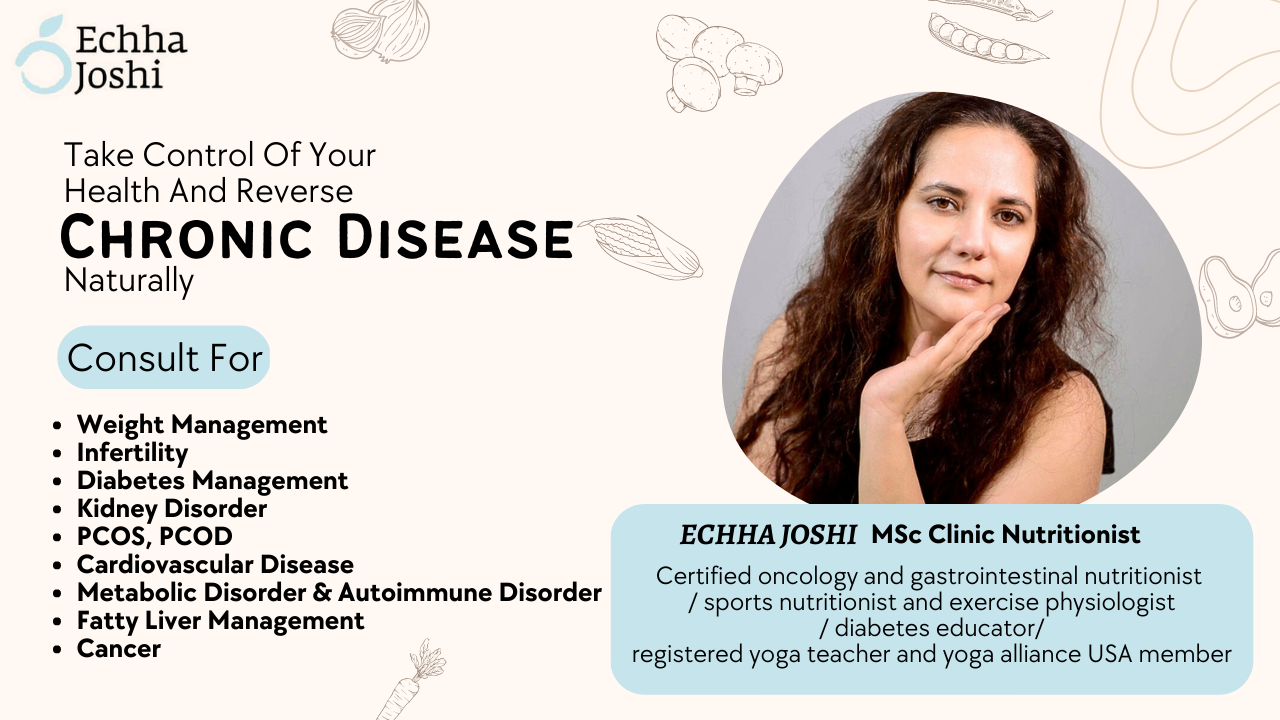 Echha
Joshi
Take Control Of Your
Health And Reverse
CHRONIC DISEASE
Naturally
Consult For
• Weight Management
• Infertility
• Diabetes Management
• Kidney Disorder
• PCOS, PCOD
• Cardiovascular Disease
• Metabolic Disorder & Autoimmune Disorder
• Fatty Liver Management
• Cancer
ECHHA JOSHI MSc Clinic Nutritionist
Certified oncology and gastrointestinal nutritionist
/ sports nutritionist and exercise physiologist
/ diabetes educator/
registered yoga teacher and yoga alliance USA member